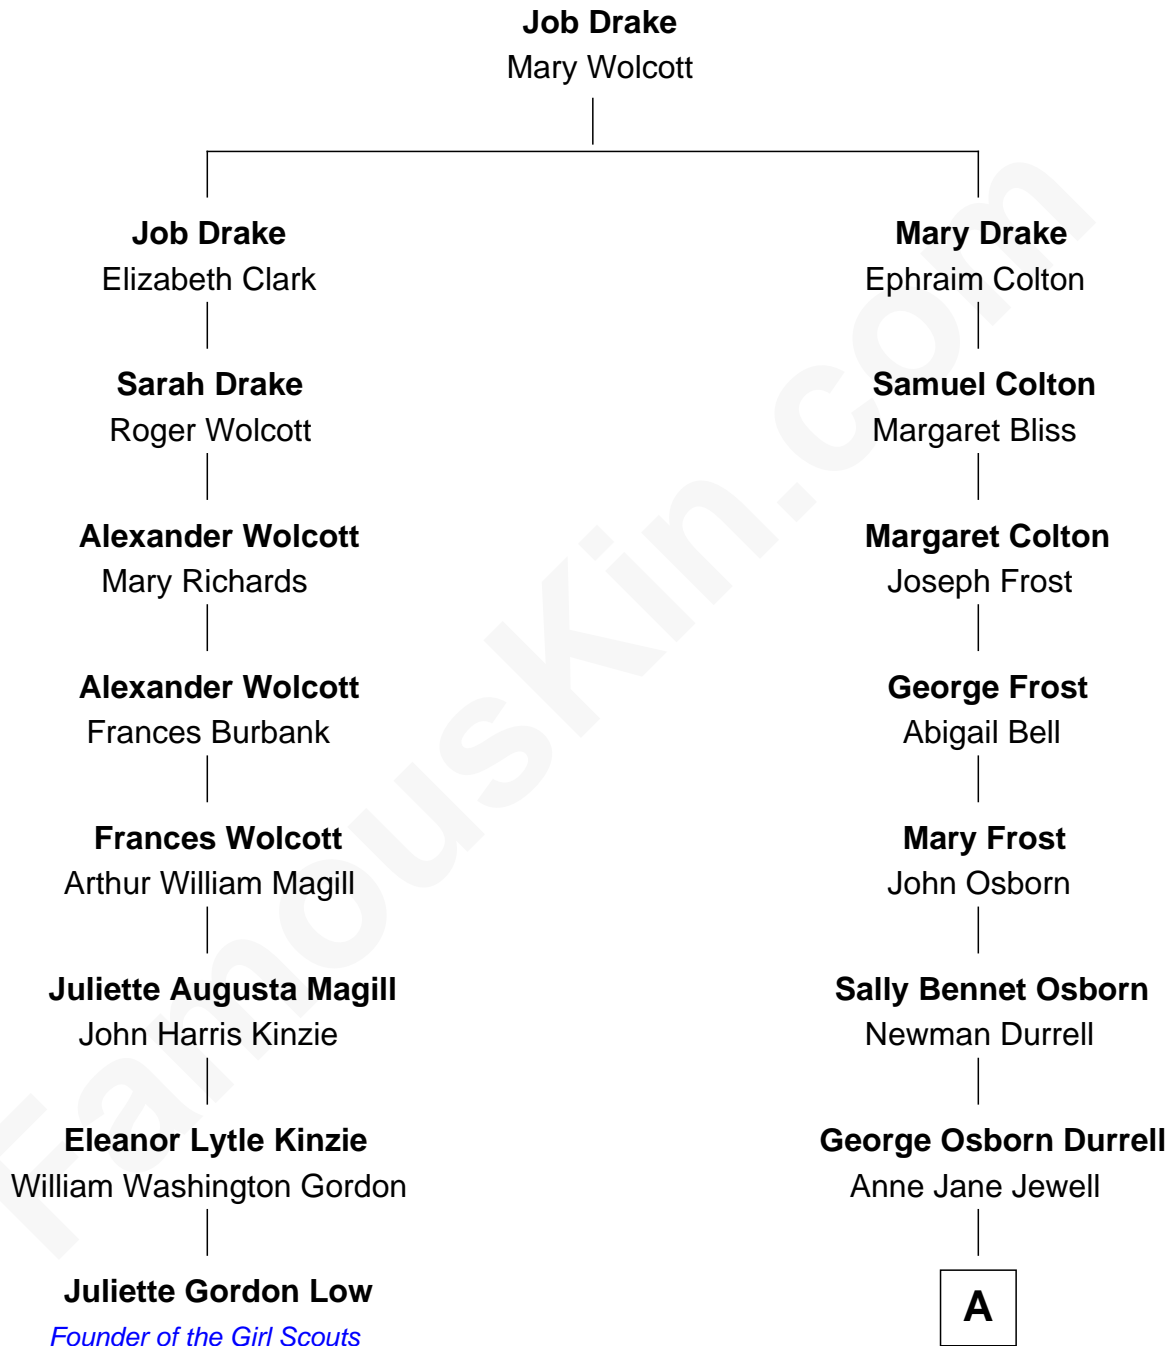 Job Drake
Mary Wolcott
Job Drake
Elizabeth Clark
Mary Drake
Ephraim Colton
Sarah Drake
Roger Wolcott
Samuel Colton
Margaret Bliss
Alexander Wolcott
Mary Richards
Margaret Colton
Joseph Frost
Alexander Wolcott
Frances Burbank
George Frost
Abigail Bell
Frances Wolcott
Arthur William Magill
Mary Frost
John Osborn
Juliette Augusta Magill
John Harris Kinzie
Sally Bennet Osborn
Newman Durrell
Eleanor Lytle Kinzie
William Washington Gordon
George Osborn Durrell
Anne Jane Jewell
Juliette Gordon Low
Founder of the Girl Scouts
A
FamousKin.com